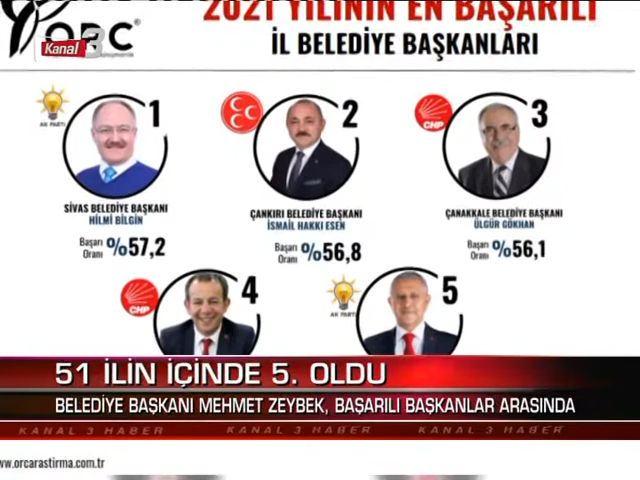 2021 YILININ EN BAŞARILI
İL BELEDİYE BAŞKANLARI
ORC
Kanal 3
AK PARTİ
1
SİVAS BELEDİYE BAŞKANI
HİLMİ BİLGİN
Başarı Oranı %57,2
2
ÇANKIRI BELEDİYE BAŞKANI
İSMAİL HAKKI ESEN
Başarı Oranı %56,8
CHP
3
ÇANAKKALE BELEDİYE BAŞKANI
ÜLGÜR GÖKHAN
Başarı Oranı %56,1
CHP
4
AK PARTİ
5
51 İLİN İÇİNDE 5. OLDU
BELEDİYE BAŞKANI MEHMET ZEYBEK, BAŞARILI BAŞKANLAR ARASINDA
KANAL 3 HABER KANAL 3 HABER KANAL 3 HABER
www.orcarastirma.com.tr